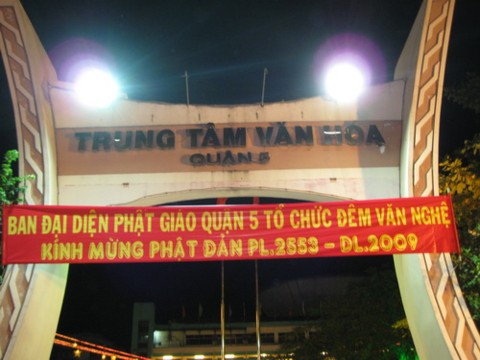 TRUNG TÂM VĂN HÓA
QUẬN 5
BAN ĐẠI DIỆN PHẬT GIÁO QUẬN 5 TỔ CHỨC ĐÊM VĂN NGHỆ
KÍNH MỪNG PHẬT ĐẢN PL.2553 - DL.2009